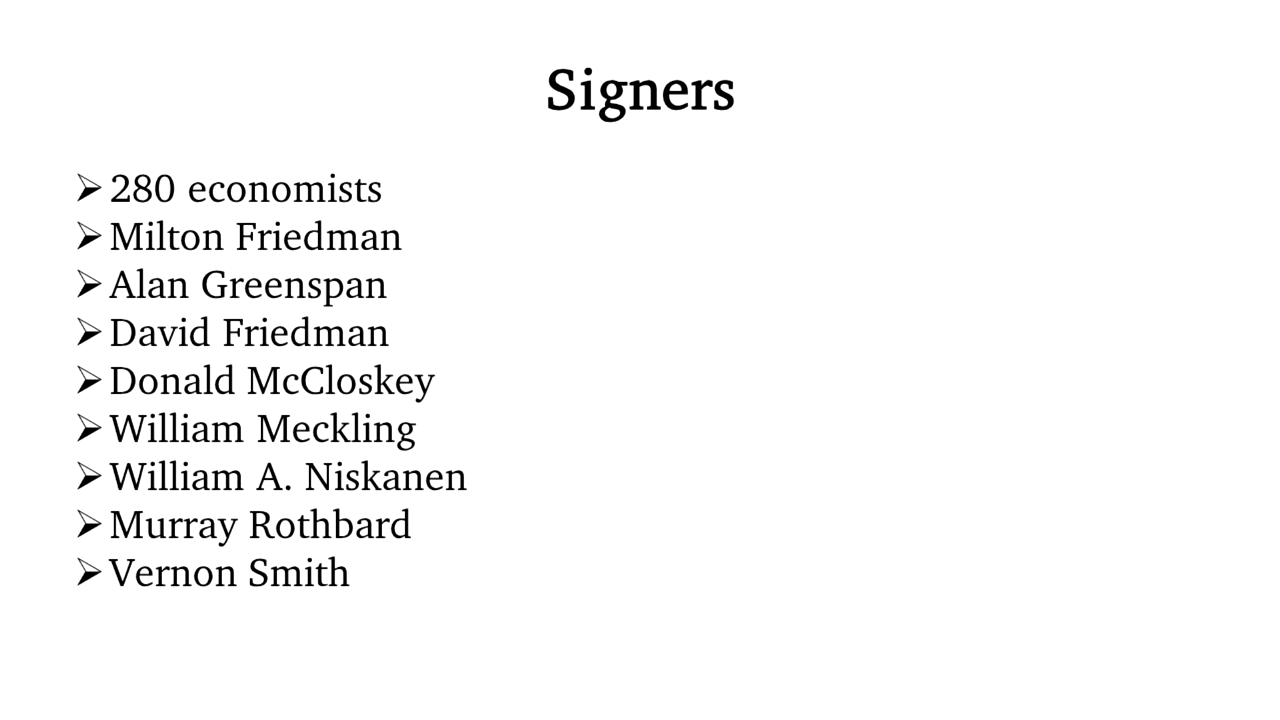 Signers
➢ 280 economists
➢ Milton Friedman
➢ Alan Greenspan
➢ David Friedman
➢ Donald McCloskey
➢ William Meckling
➢ William A. Niskanen
➢ Murray Rothbard
➢ Vernon Smith